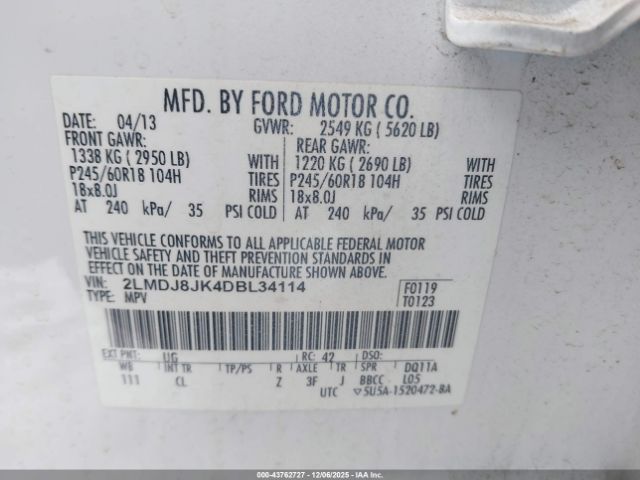 MFD. BY FORD MOTOR CO.
DATE: 04/13 GVWR: 2549 KG ( 5620 LB)
FRONT GAWR: REAR GAWR:
1338 KG ( 2950 LB) WITH 1220 KG ( 2690 LB) WITH
P245/60R18 104H TIRES P245/60R18 104H TIRES
18x8.0J RIMS 18x8.0J RIMS
AT 240 kPa/ 35 PSI COLD AT 240 kPa/ 35 PSI COLD
THIS VEHICLE CONFORMS TO ALL APPLICABLE FEDERAL MOTOR
VEHICLE SAFETY AND THEFT PREVENTION STANDARDS IN
EFFECT ON THE DATE OF MANUFACTURE SHOWN ABOVE.
VIN: 2LMDJ8JK4DBL34114 F0119
TYPE: MPV T0123
EXT PNT: UG RC: 42 DSO:
WB INT TR TP/PS R AXLE TR SPR DQ11A
111 CL Z 3F J BBCC L05
UTC ▽5U5A-1520472-BA
000-43762727 - 12/06/2025 - IAAI.COM